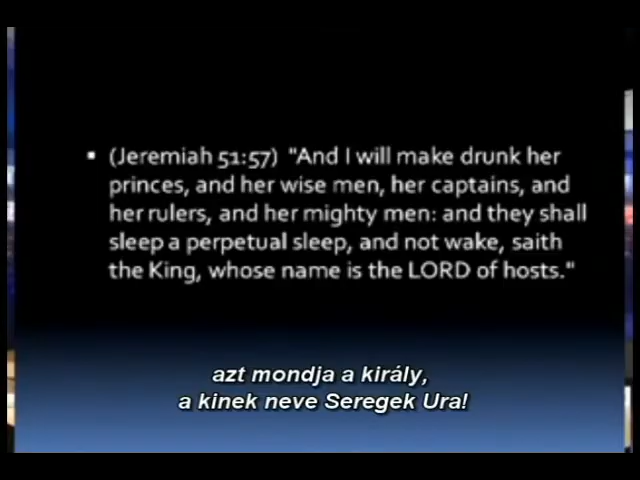 ▪ (Jeremiah 51:57) "And I will make drunk her
princes, and her wise men, her captains, and
her rulers, and her mighty men: and they shall
sleep a perpetual sleep, and not wake, saith
the King, whose name is the LORD of hosts."
azt mondja a király,
a kinek neve Seregek Ura!